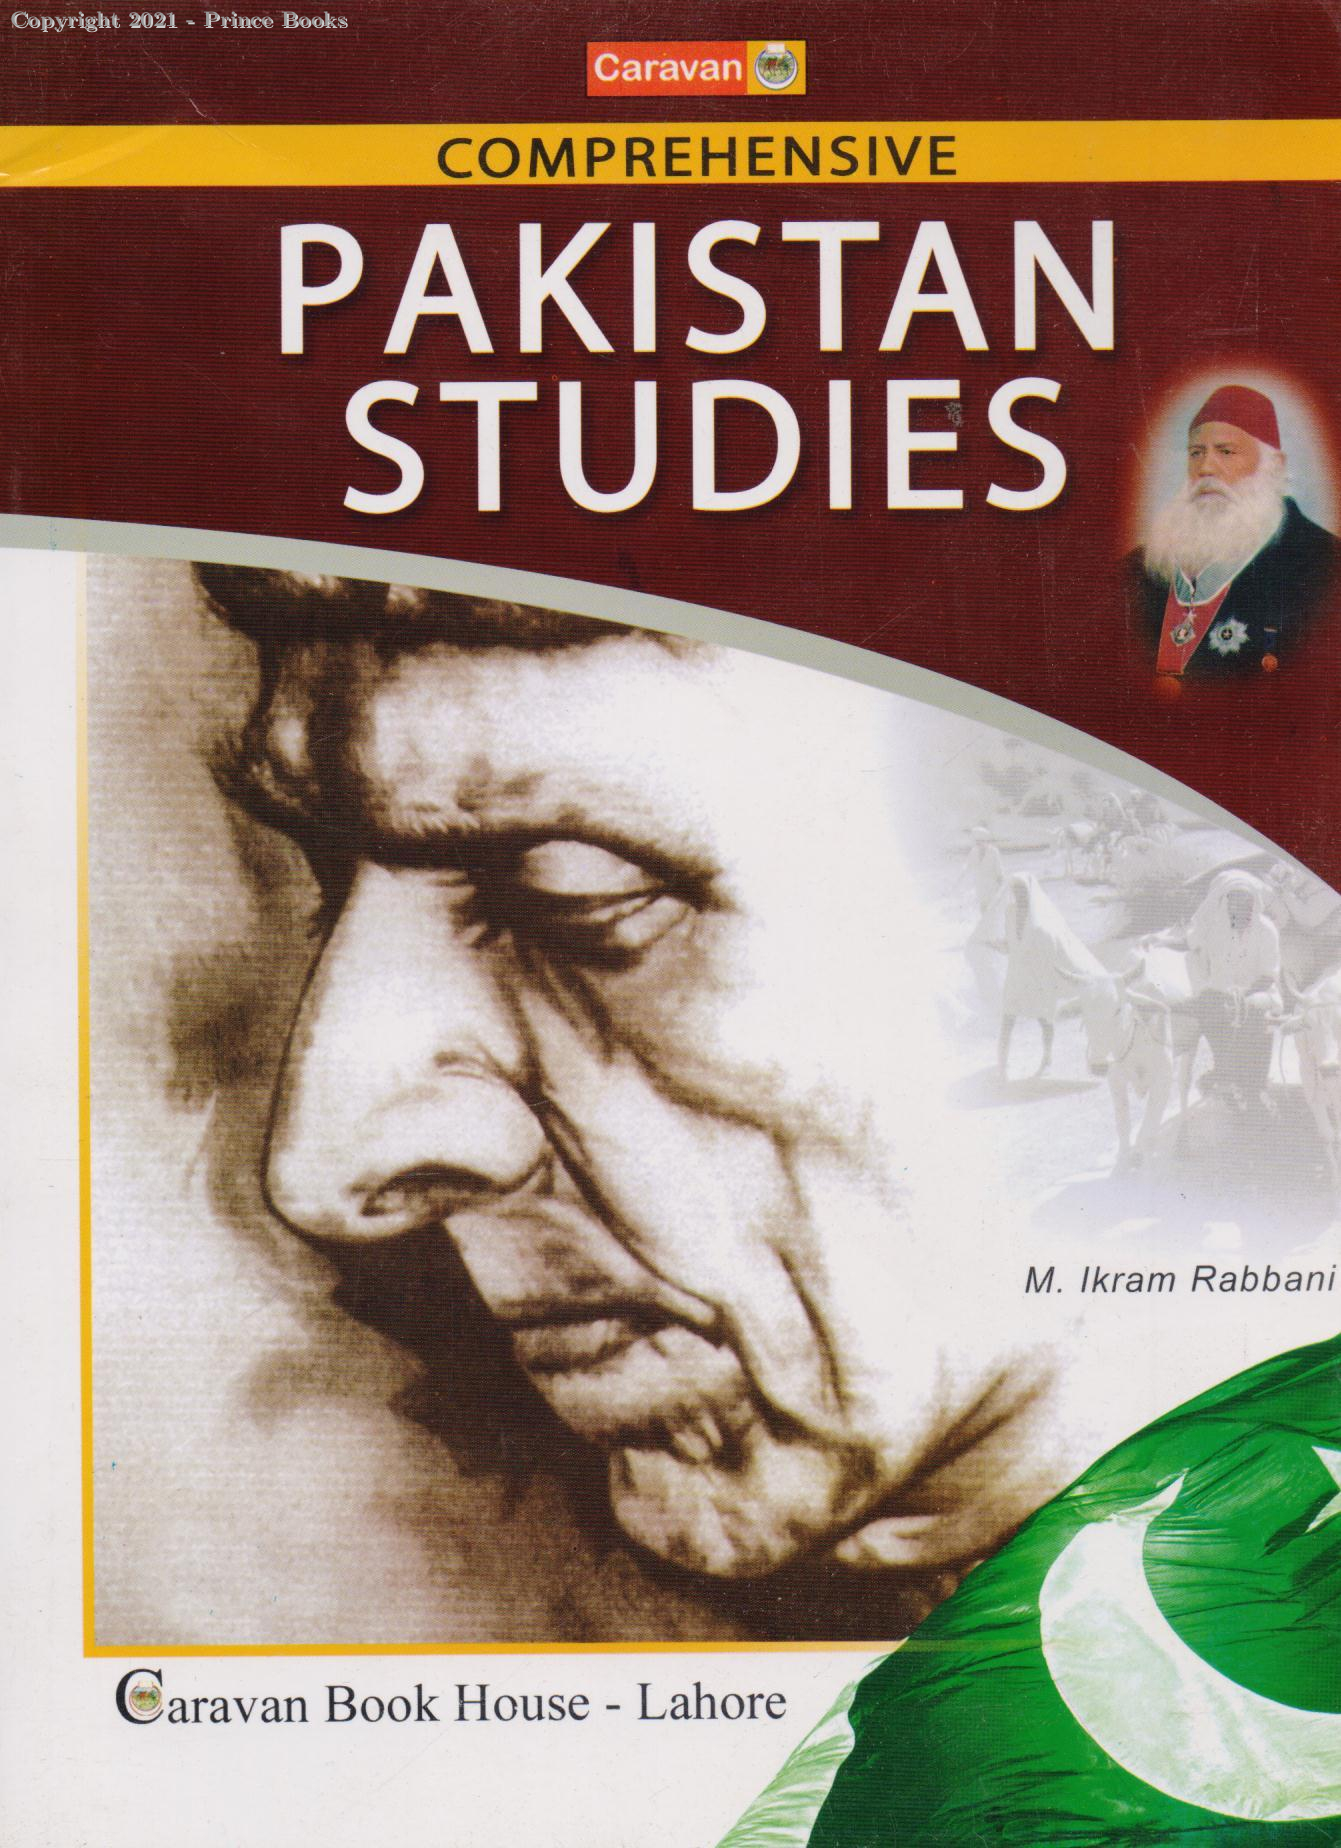 Copyright 2021 - Prince Books
Caravan
COMPREHENSIVE
PAKISTAN
STUDIES
M. Ikram Rabbani
Caravan Book House - Lahore